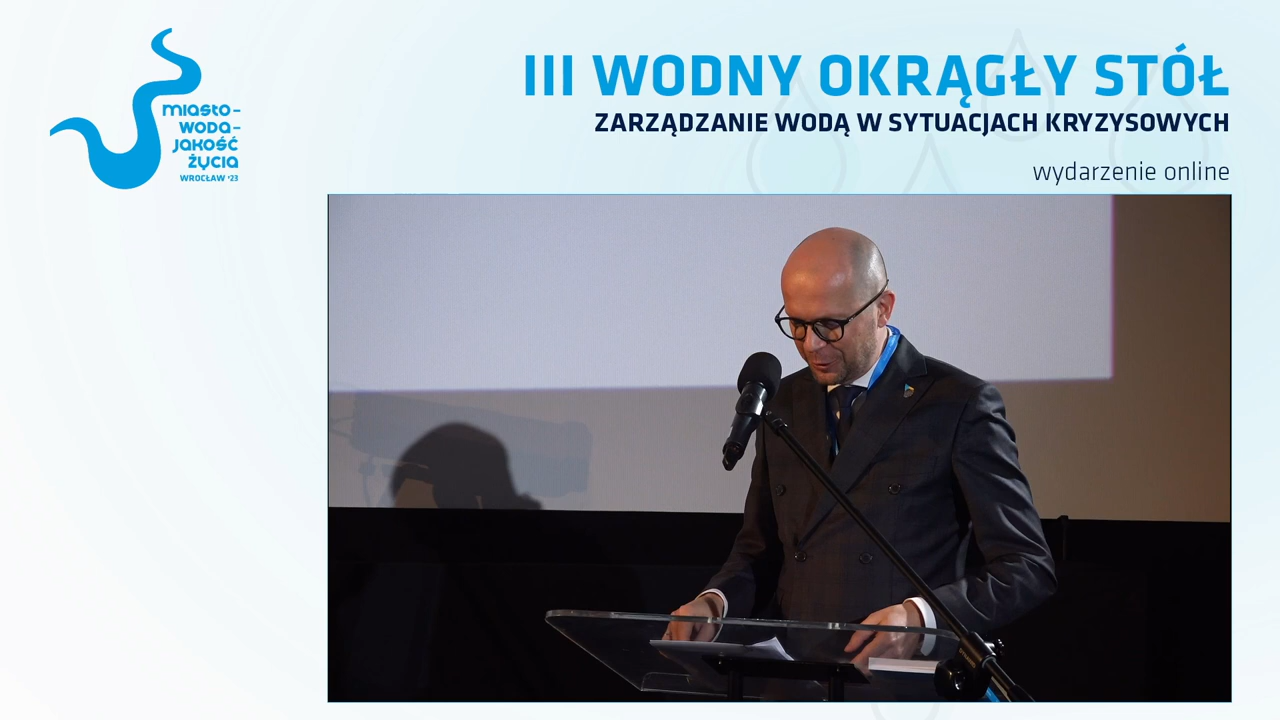 miasto-
woda-
jakość
życia
WROCŁAW '23
III WODNY OKRĄGŁY STÓŁ
ZARZĄDZANIE WODĄ W SYTUACJACH KRYZYSOWYCH
wydarzenie online